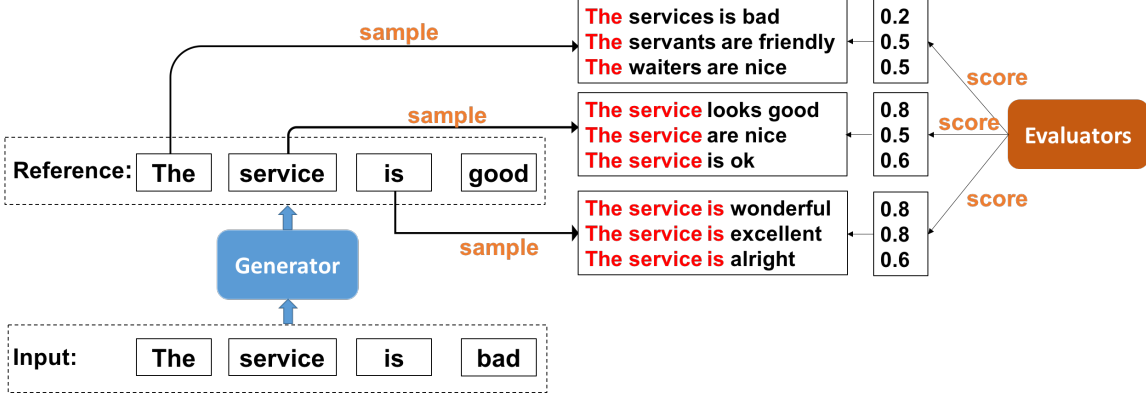 sample
The services is bad
The servants are friendly
The waiters are nice
0.2
0.5
0.5
score
sample
The service looks good
The service are nice
The service is ok
0.8
0.5
0.6
score
Evaluators
Reference: The service is good
sample
The service is wonderful
The service is excellent
The service is alright
0.8
0.8
0.6
score
Generator
Input: The service is bad